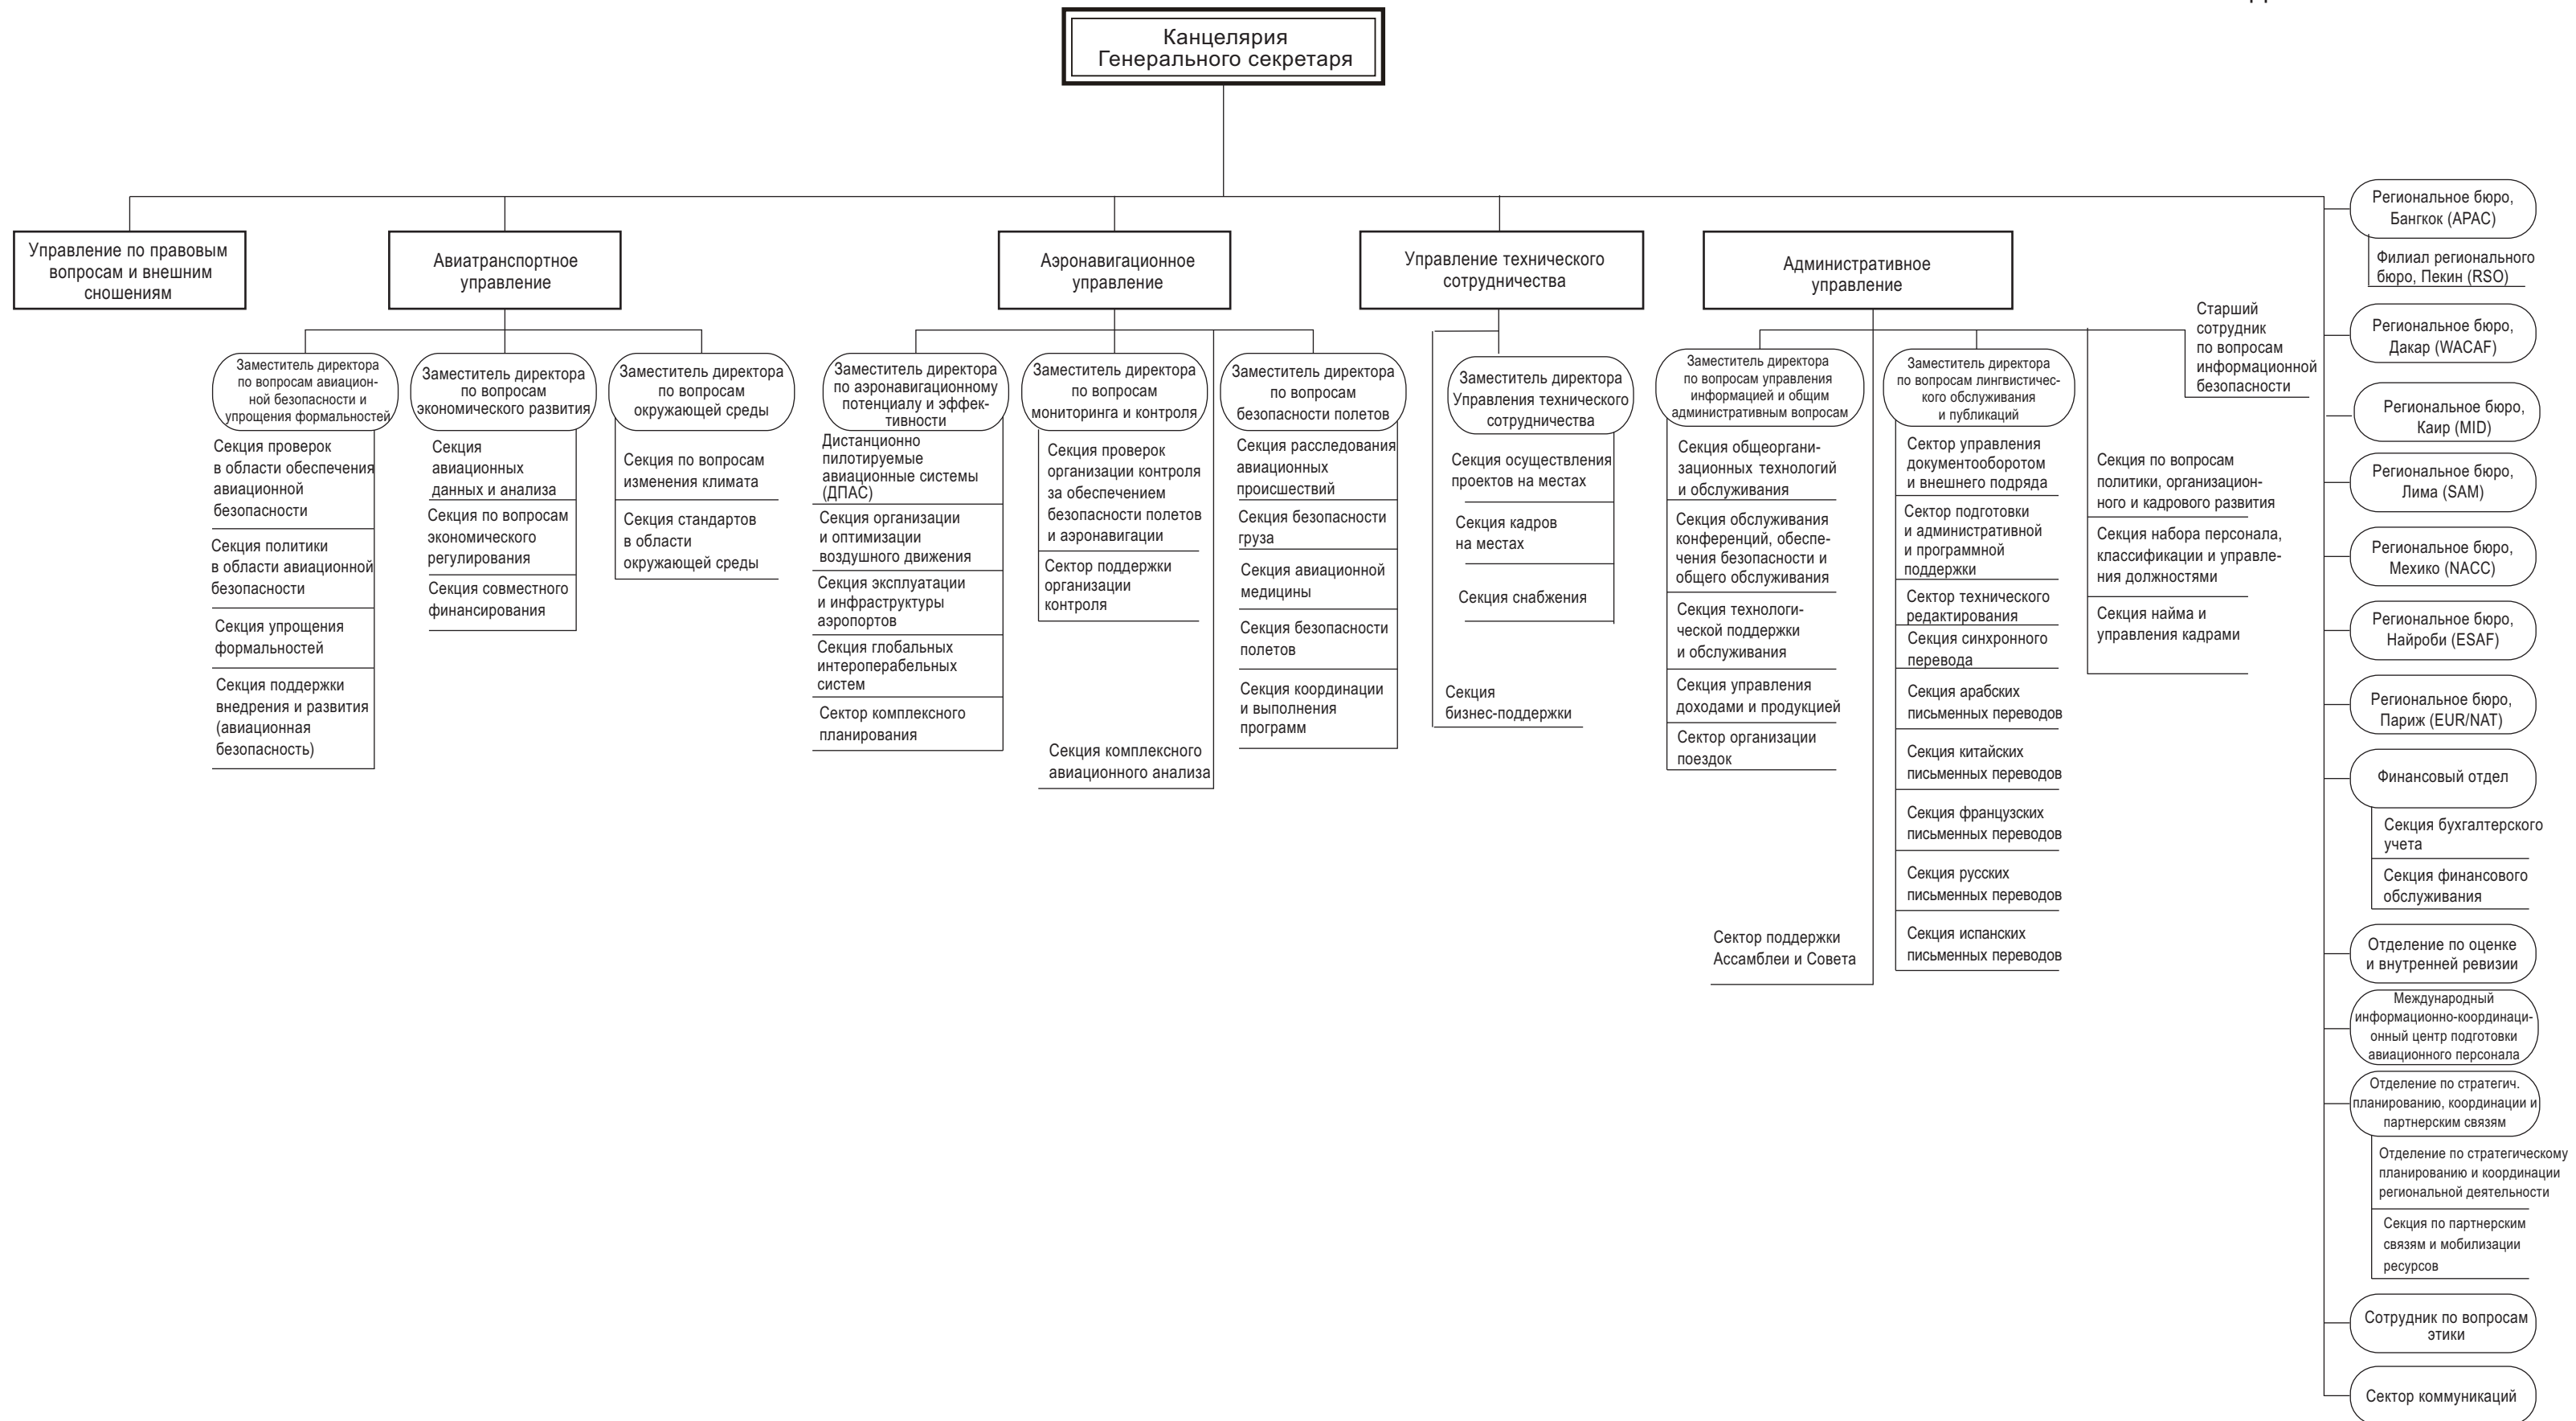 Канцелярия
Генерального секретаря
Управление по правовым
вопросам и внешним
сношениям
Авиатранспортное
управление
Заместитель директора
по вопросам авиацион-
ной безопасности и
упрощения формальностей
Секция проверок
в области обеспечения
авиационной
безопасности
Секция политики
в области авиационной
безопасности
Секция упрощения
формальностей
Секция поддержки
внедрения и развития
(авиационная
безопасность)
Заместитель директора
по вопросам
экономического развития
Секция
авиационных
данных и анализа
Секция по вопросам
экономического
регулирования
Секция совместного
финансирования
Заместитель директора
по вопросам
окружающей среды
Секция по вопросам
изменения климата
Секция стандартов
в области
окружающей среды
Аэронавигационное
управление
Заместитель директора
по аэронавигационному
потенциалу и эффек-
тивности
Дистанционно
пилотируемые
авиационные системы
(ДПАС)
Секция организации
и оптимизации
воздушного движения
Секция эксплуатации
и инфраструктуры
аэропортов
Секция глобальных
интероперабельных
систем
Сектор комплексного
планирования
Заместитель директора
по вопросам
мониторинга и контроля
Секция проверок
организации контроля
за обеспечением
безопасности полетов
и аэронавигации
Сектор поддержки
организации
контроля
Секция комплексного
авиационного анализа
Заместитель директора
по вопросам
безопасности полетов
Секция расследования
авиационных
происшествий
Секция безопасности
груза
Секция авиационной
медицины
Секция безопасности
полетов
Секция координации
и выполнения
программ
Управление технического
сотрудничества
Заместитель директора
Управления технического
сотрудничества
Секция осуществления
проектов на местах
Секция кадров
на местах
Секция снабжения
Секция
бизнес-поддержки
Административное
управление
Заместитель директора
по вопросам управления
информацией и общим
административным вопросам
Секция общеоргани-
зационных технологий
и обслуживания
Секция обслуживания
конференций, обеспе-
чения безопасности и
общего обслуживания
Секция технологи-
ческой поддержки
и обслуживания
Секция управления
доходами и продукцией
Сектор организации
поездок
Сектор поддержки
Ассамблеи и Совета
Заместитель директора
по вопросам лингвистичес-
кого обслуживания
и публикаций
Сектор управления
документооборотом
и внешнего подряда
Сектор подготовки
и административной
и программной
поддержки
Сектор технического
редактирования
Секция синхронного
перевода
Секция арабских
письменных переводов
Секция китайских
письменных переводов
Секция французских
письменных переводов
Секция русских
письменных переводов
Секция испанских
письменных переводов
Секция по вопросам
политики, организацион-
ного и кадрового развития
Секция набора персонала,
классификации и управле-
ния должностями
Секция найма и
управления кадрами
Старший
сотрудник
по вопросам
информационной
безопасности
Региональное бюро,
Бангкок (APAC)
Филиал регионального
бюро, Пекин (RSO)
Региональное бюро,
Дакар (WACAF)
Региональное бюро,
Каир (MID)
Региональное бюро,
Лима (SAM)
Региональное бюро,
Мехико (NACC)
Региональное бюро,
Найроби (ESAF)
Региональное бюро,
Париж (EUR/NAT)
Финансовый отдел
Секция бухгалтерского
учета
Секция финансового
обслуживания
Отделение по оценке
и внутренней ревизии
Международный
информационно-координаци-
онный центр подготовки
авиационного персонала
Отделение по стратегич.
планированию, координации и
партнерским связям
Отделение по стратегическому
планированию и координации
региональной деятельности
Секция по партнерским
связям и мобилизации
ресурсов
Сотрудник по вопросам
этики
Сектор коммуникаций